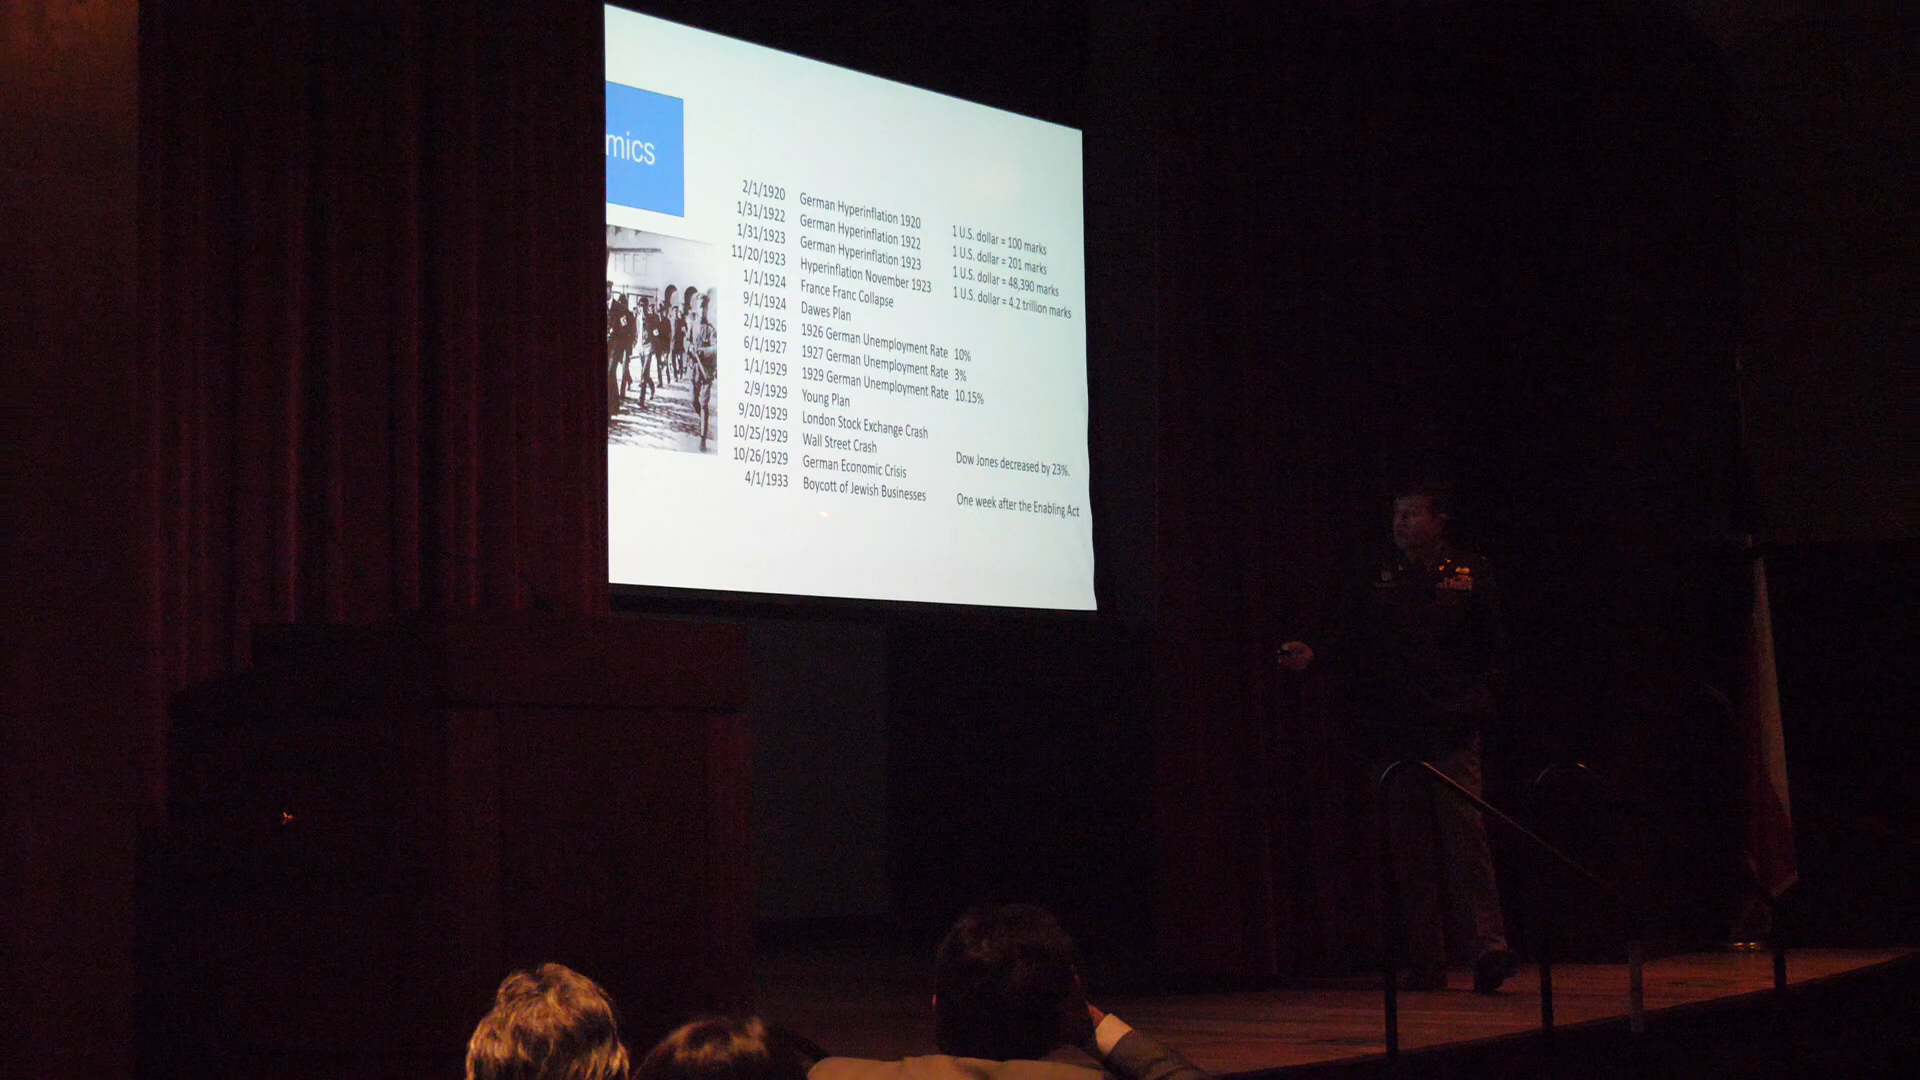 mics
2/1/1920 German Hyperinflation 1920 1 U.S. dollar = 100 marks
1/31/1922 German Hyperinflation 1922 1 U.S. dollar = 201 marks
1/31/1923 German Hyperinflation 1923 1 U.S. dollar = 48,390 marks
11/20/1923 Hyperinflation November 1923 1 U.S. dollar = 4.2 trillion marks
1/1/1924 France Franc Collapse
9/1/1924 Dawes Plan
2/1/1926 1926 German Unemployment Rate 10%
6/1/1927 1927 German Unemployment Rate 3%
1/1/1929 1929 German Unemployment Rate 10.15%
2/9/1929 Young Plan
9/20/1929 London Stock Exchange Crash
10/25/1929 Wall Street Crash Dow Jones decreased by 23%.
10/26/1929 German Economic Crisis
4/1/1933 Boycott of Jewish Businesses One week after the Enabling Act